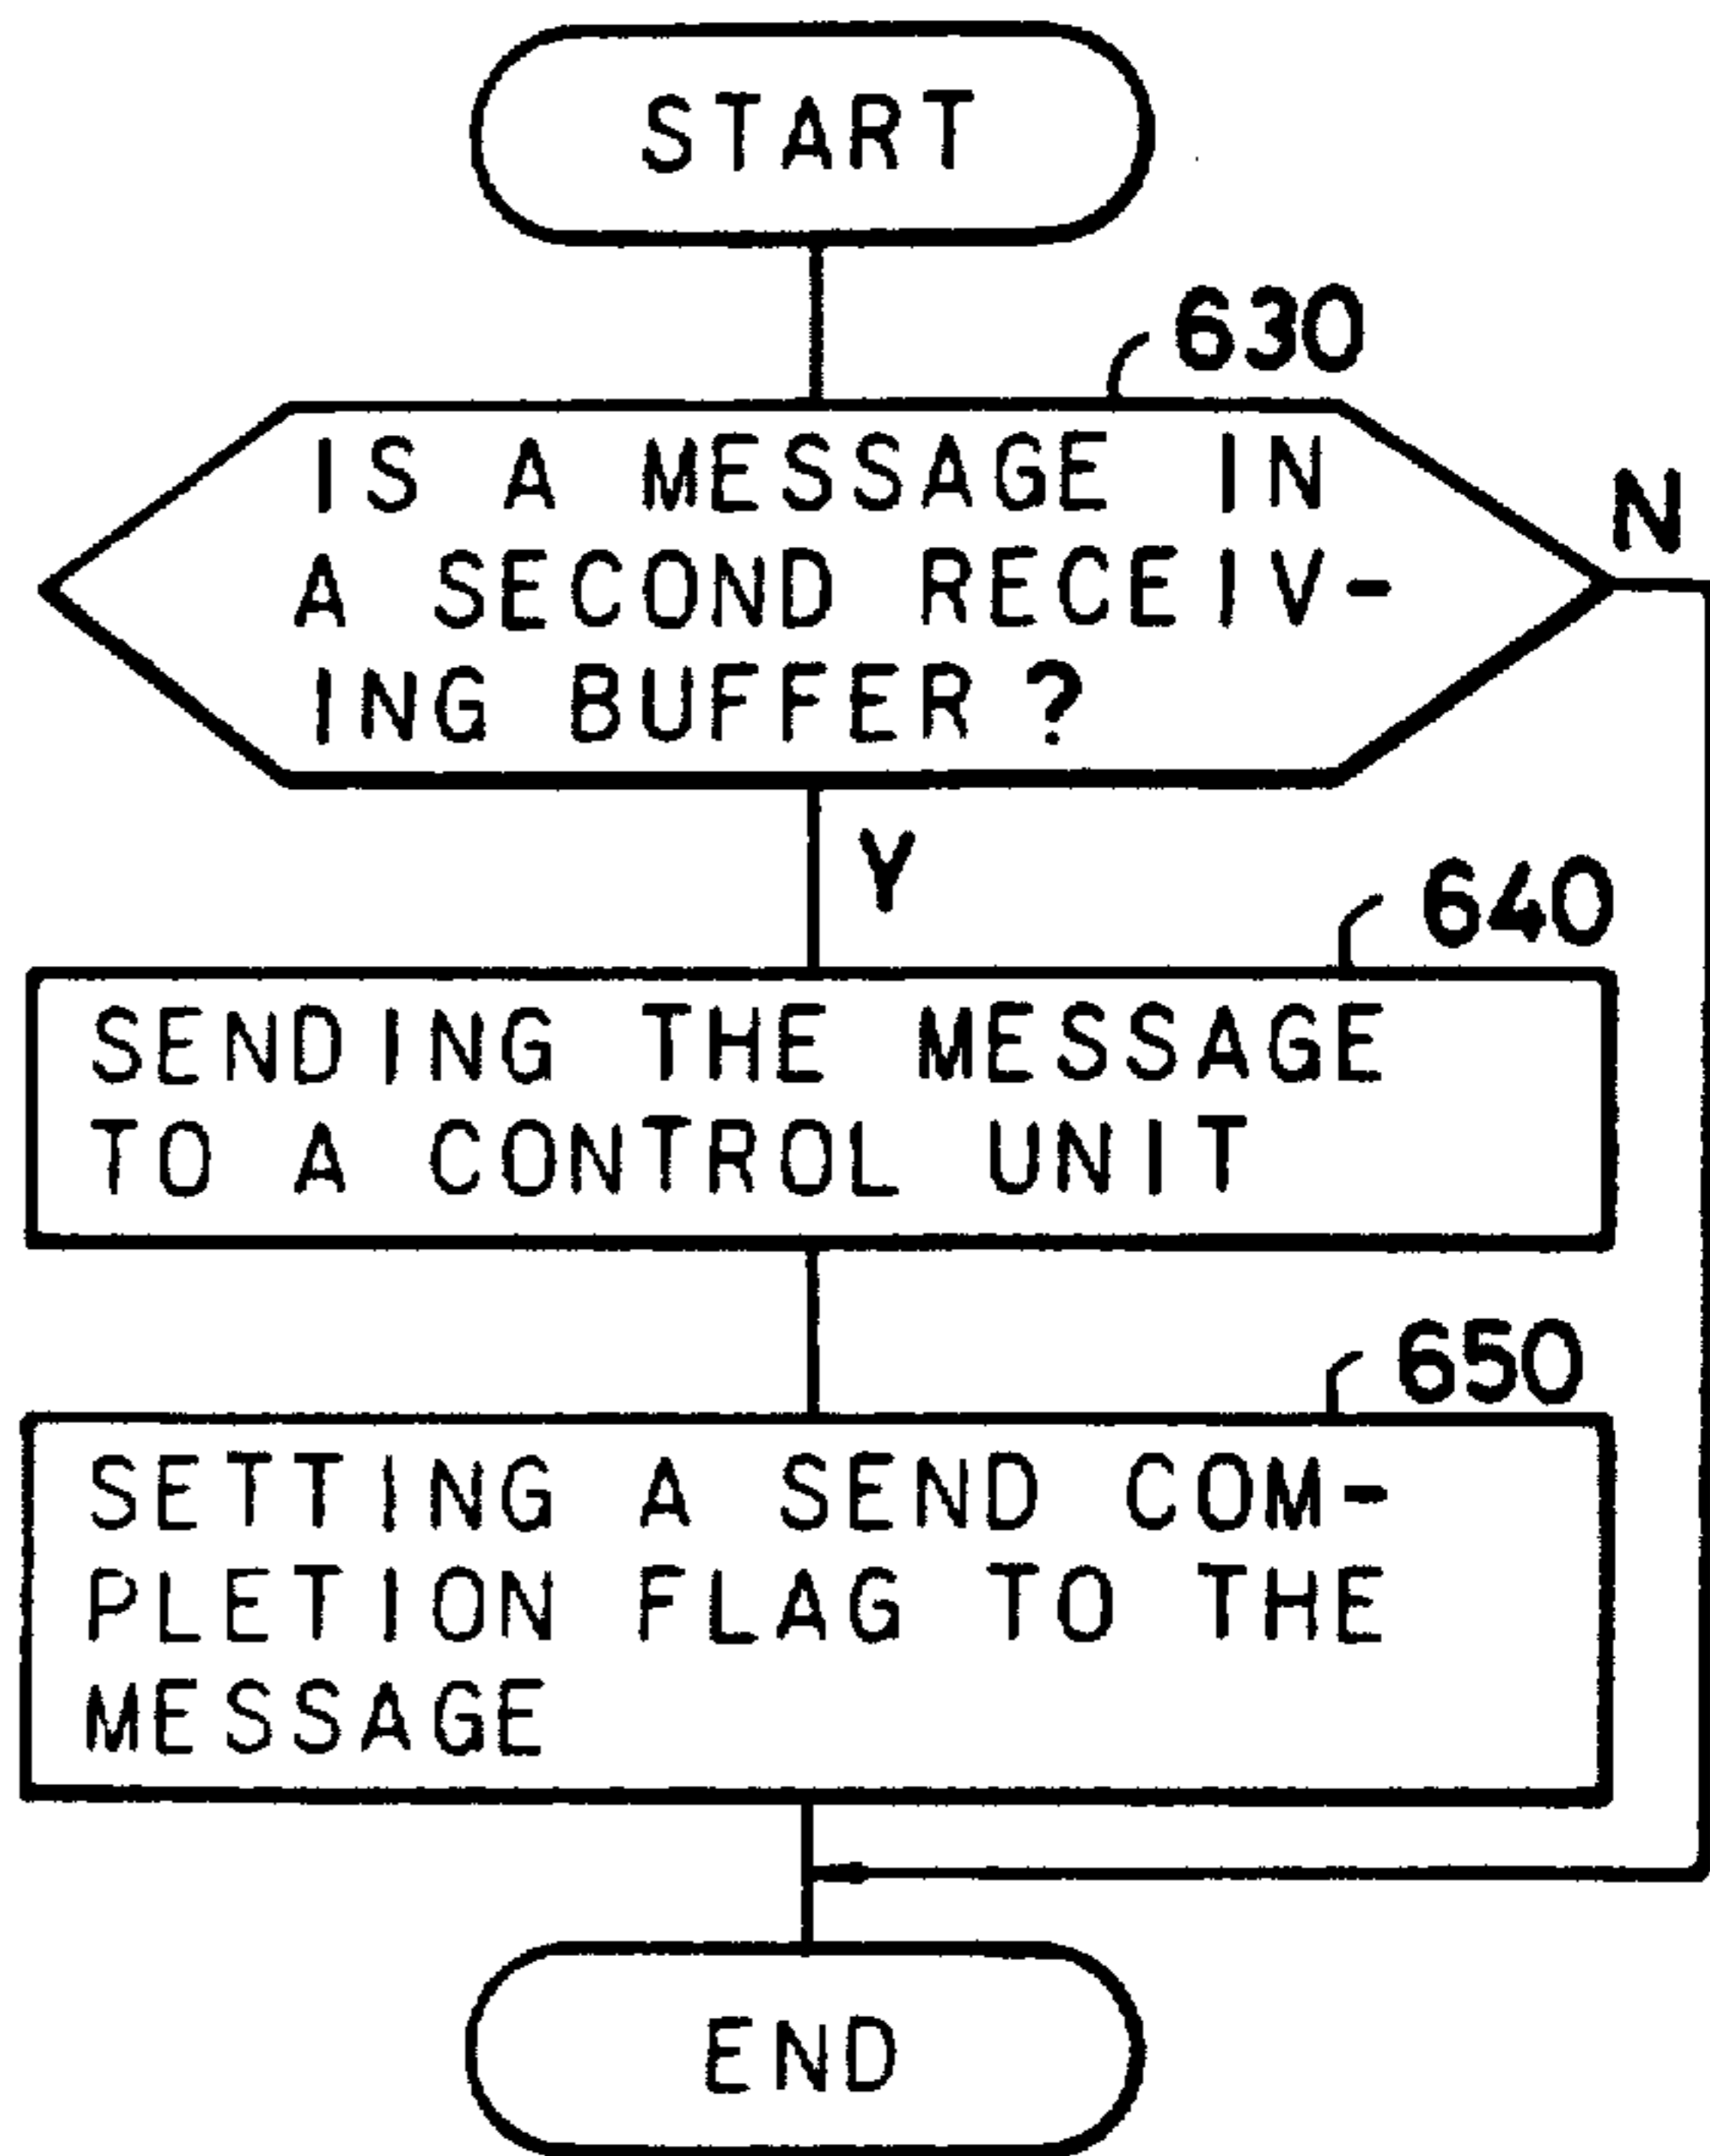 START
630
IS A MESSAGE IN
A SECOND RECEIV-
ING BUFFER?
N
Y
640
SENDING THE MESSAGE
TO A CONTROL UNIT
650
SETTING A SEND COM-
PLETION FLAG TO THE
MESSAGE
END